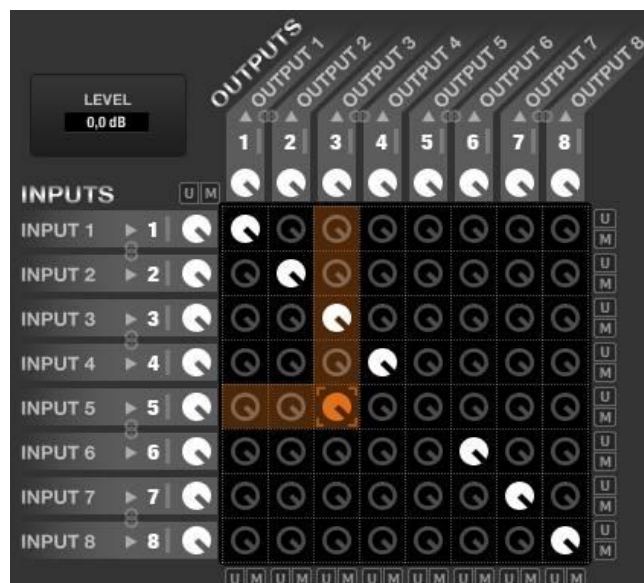 LEVEL
0,0 dB
OUTPUTS
OUTPUT 1
OUTPUT 2
OUTPUT 3
OUTPUT 4
OUTPUT 5
OUTPUT 6
OUTPUT 7
OUTPUT 8
1 2 3 4 5 6 7 8
INPUTS U M
INPUT 1 1 U M
INPUT 2 2 U M
INPUT 3 3 U M
INPUT 4 4 U M
INPUT 5 5 U M
INPUT 6 6 U M
INPUT 7 7 U M
INPUT 8 8 U M
U M U M U M U M U M U M U M U M